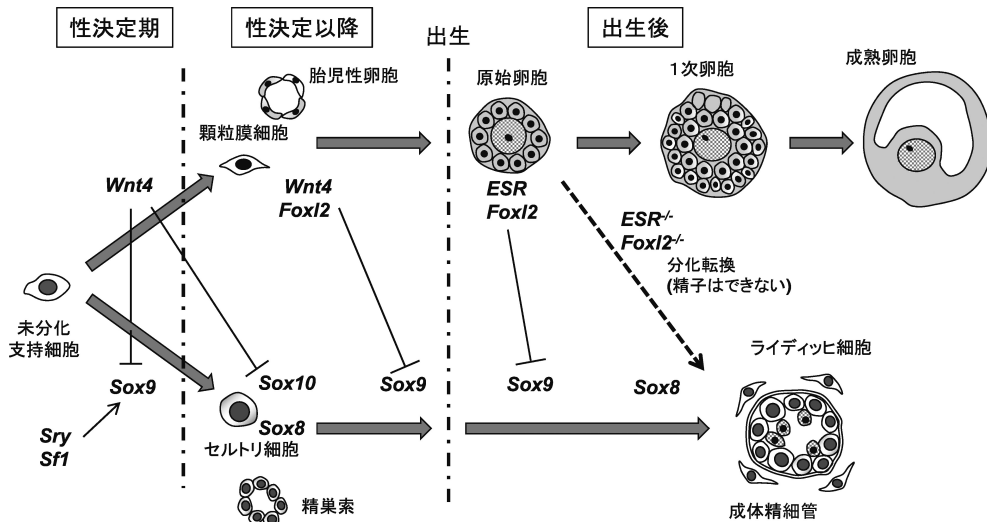 性決定期
性決定以降
出生
出生後
胎児性卵胞
顆粒膜細胞
原始卵胞
1次卵胞
成熟卵胞
Wnt4
Wnt4
Foxl2
ESR
Foxl2
ESR-/-
Foxl2-/-
分化転換
(精子はできない)
未分化
支持細胞
ライディッヒ細胞
Sox9
Sox10
Sox9
Sox9
Sox8
Sry
Sf1
Sox8
セルトリ細胞
精巣索
成体精細管